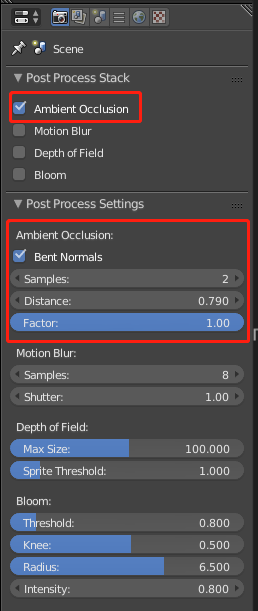 Scene
Post Process Stack
Ambient Occlusion
Motion Blur
Depth of Field
Bloom
Post Process Settings
Ambient Occlusion:
Bent Normals
Samples: 2
Distance: 0.790
Factor: 1.00
Motion Blur:
Samples: 8
Shutter: 1.00
Depth of Field:
Max Size: 100.000
Sprite Threshold: 1.000
Bloom:
Threshold: 0.800
Knee: 0.500
Radius: 6.500
Intensity: 0.800